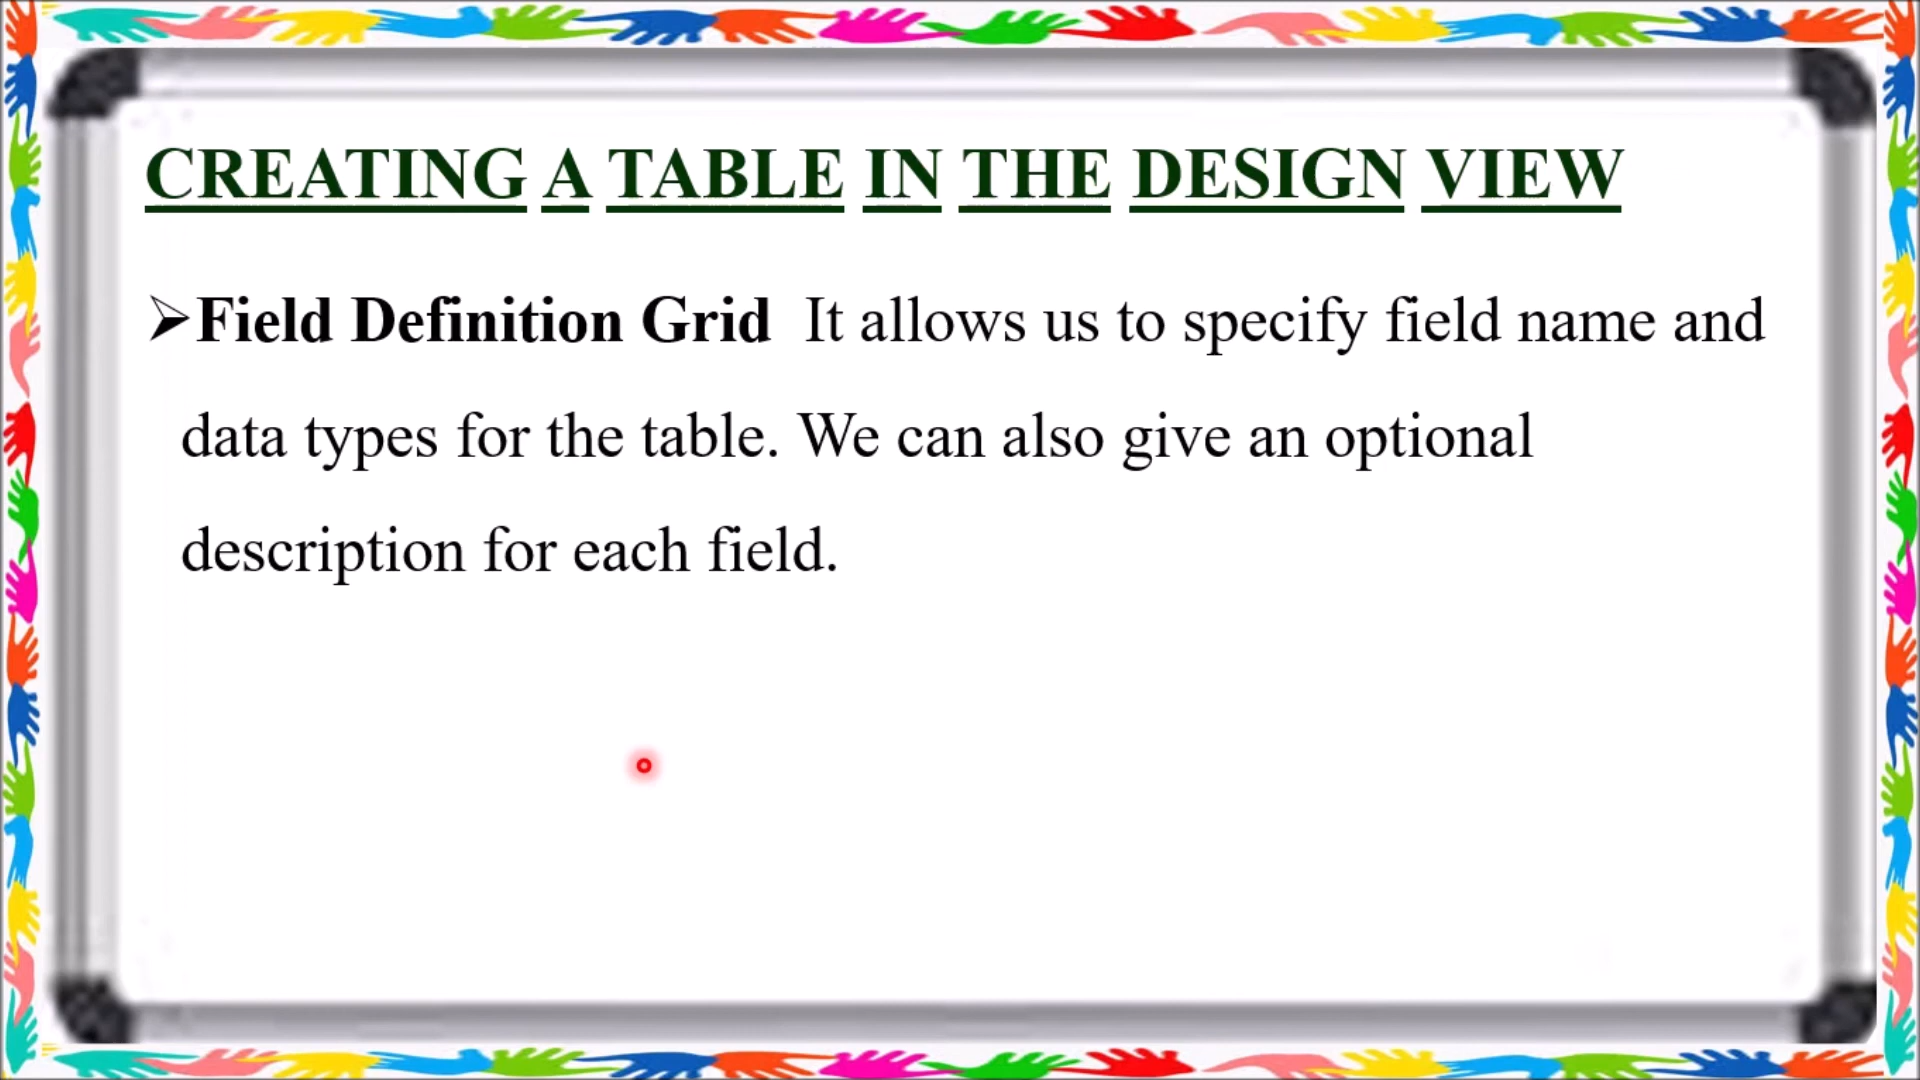 CREATING A TABLE IN THE DESIGN VIEW
➢Field Definition Grid It allows us to specify field name and
data types for the table. We can also give an optional
description for each field.